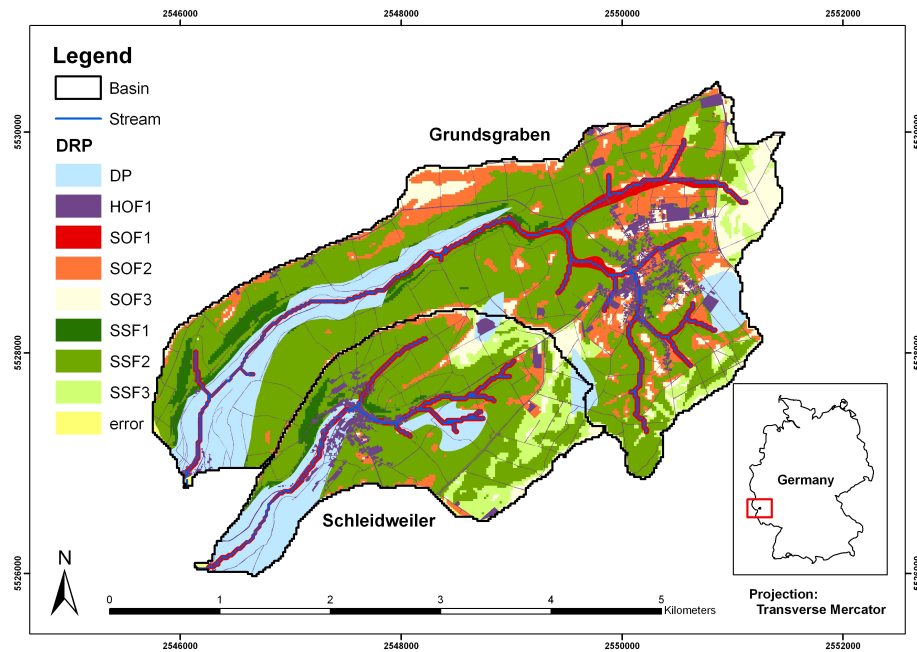 2546000 2548000 2550000 2552000
Legend
Basin
Stream
DRP
DP
HOF1
SOF1
SOF2
SOF3
SSF1
SSF2
SSF3
error
Grundsgraben
Schleidweiler
5530000
5528000
5526000
Germany
N
0 1 2 3 4 5
Kilometers
Projection:
Transverse Mercator
2546000 2548000 2550000 2552000